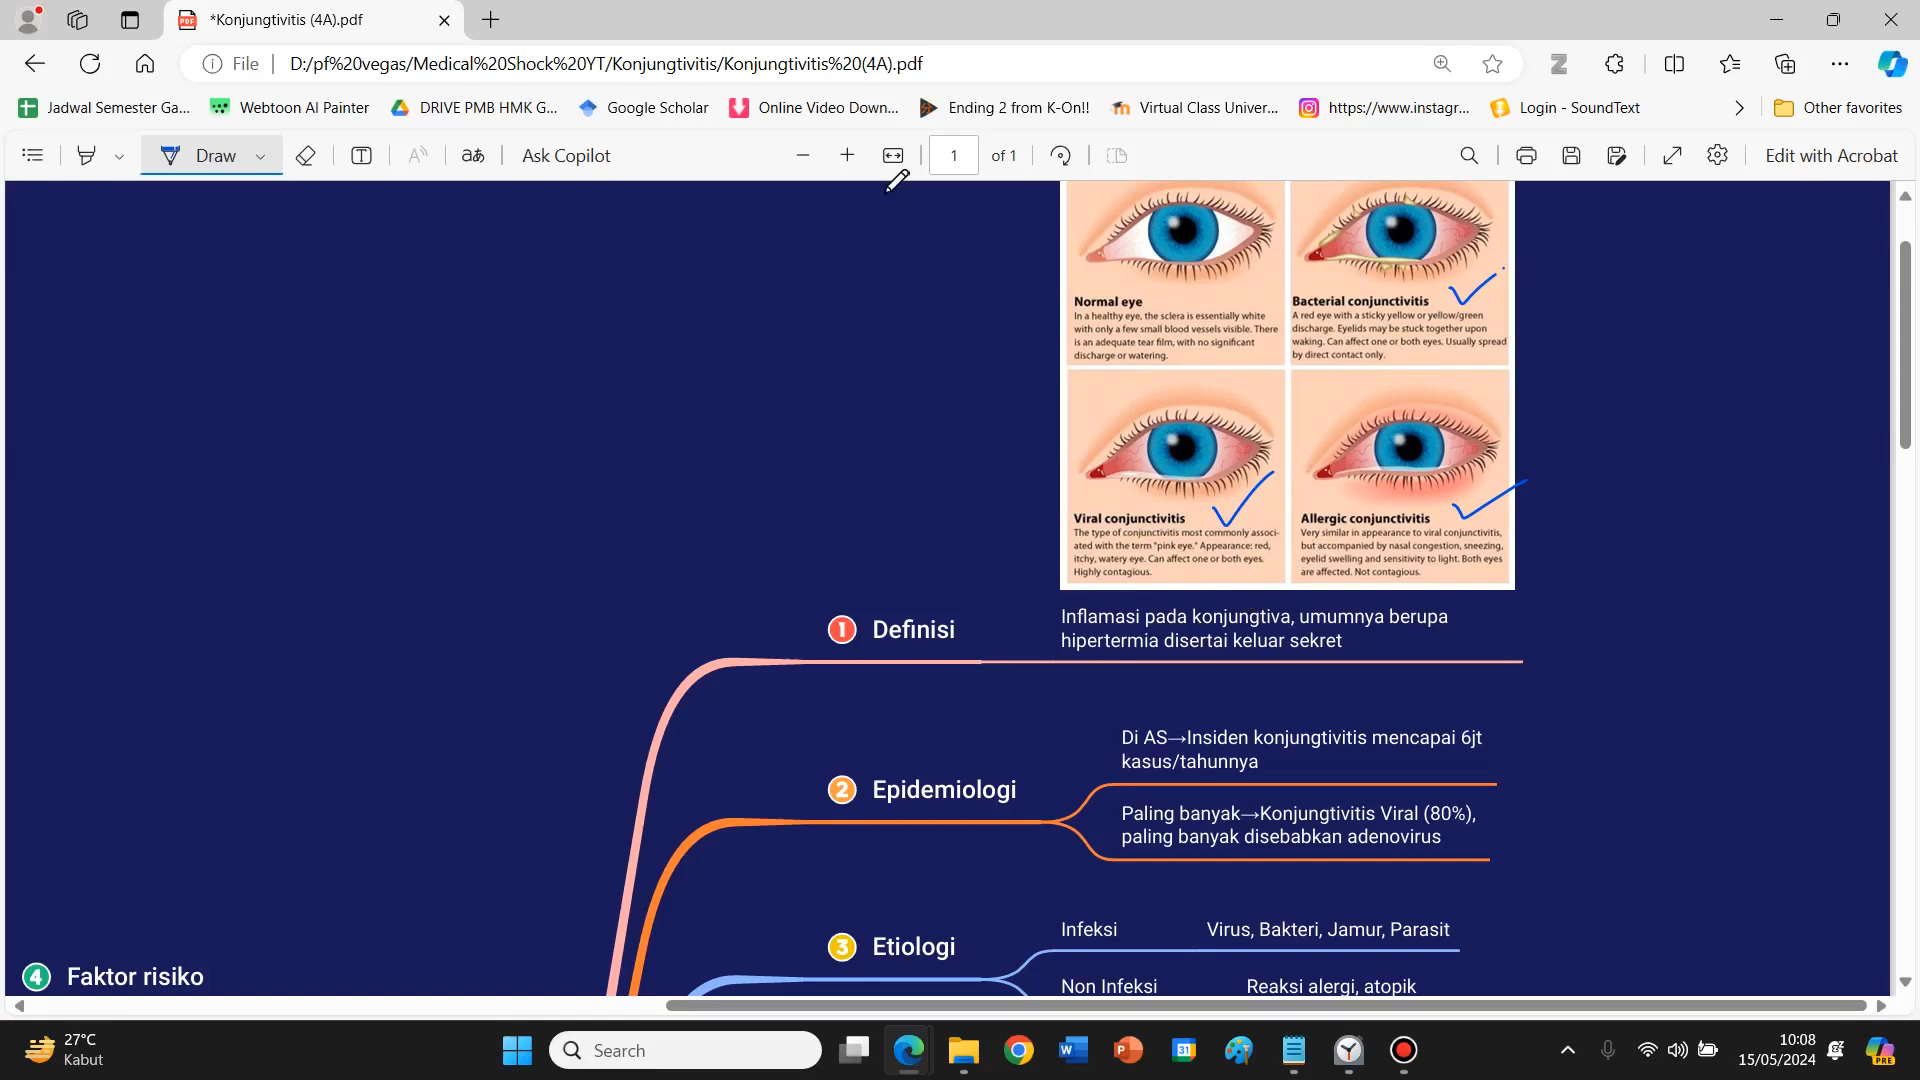 *Konjungtivitis (4A).pdf
File
D:/pf%20vegas/Medical%20Shock%20YT/Konjungtivitis/Konjungtivitis%20(4A).pdf
Jadwal Semester Ga...
Webtoon AI Painter
DRIVE PMB HMK G...
Google Scholar
Online Video Down...
Ending 2 from K-On!!
Virtual Class Univer...
https://www.instagr...
Login - SoundText
Other favorites
Draw
Ask Copilot
1
of 1
Edit with Acrobat
Normal eye
In a healthy eye, the sclera is essentially white
with only a few small blood vessels visible. There
is an adequate tear film, with no significant
discharge or watering.
Bacterial conjunctivitis
A red eye with a sticky yellow or yellow/green
discharge. Eyelids may be stuck together upon
waking. Can affect one or both eyes. Usually spread
by direct contact only.
Viral conjunctivitis
The type of conjunctivitis most commonly associ-
ated with the term "pink eye." Appearance: red,
itchy, watery eye. Can affect one or both eyes.
Highly contagious.
Allergic conjunctivitis
Very similar in appearance to viral conjunctivitis,
but accompanied by nasal congestion, sneezing,
eyelid swelling and sensitivity to light. Both eyes
are affected. Not contagious.
1 Definisi
Inflamasi pada konjungtiva, umumnya berupa
hipertermia disertai keluar sekret
2 Epidemiologi
Di AS→Insiden konjungtivitis mencapai 6jt
kasus/tahunnya
Paling banyak→Konjungtivitis Viral (80%),
paling banyak disebabkan adenovirus
3 Etiologi
Infeksi
Virus, Bakteri, Jamur, Parasit
Non Infeksi
Reaksi alergi, atopik
4 Faktor risiko
27°C
Kabut
Search
10:08
15/05/2024